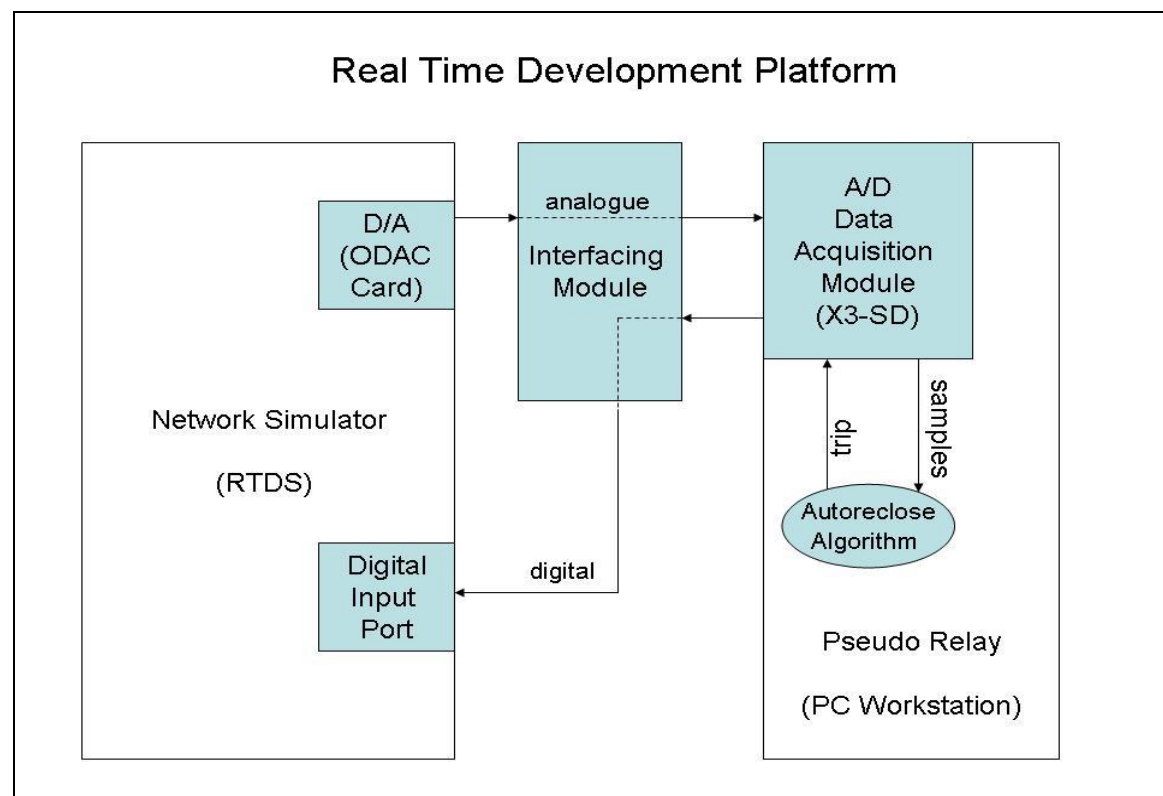 Real Time Development Platform
D/A
(ODAC
Card)
analogue
Interfacing
Module
A/D
Data
Acquisition
Module
(X3-SD)
Network Simulator
(RTDS)
trip
samples
Autoreclose
Algorithm
Digital
Input
Port
digital
Pseudo Relay
(PC Workstation)